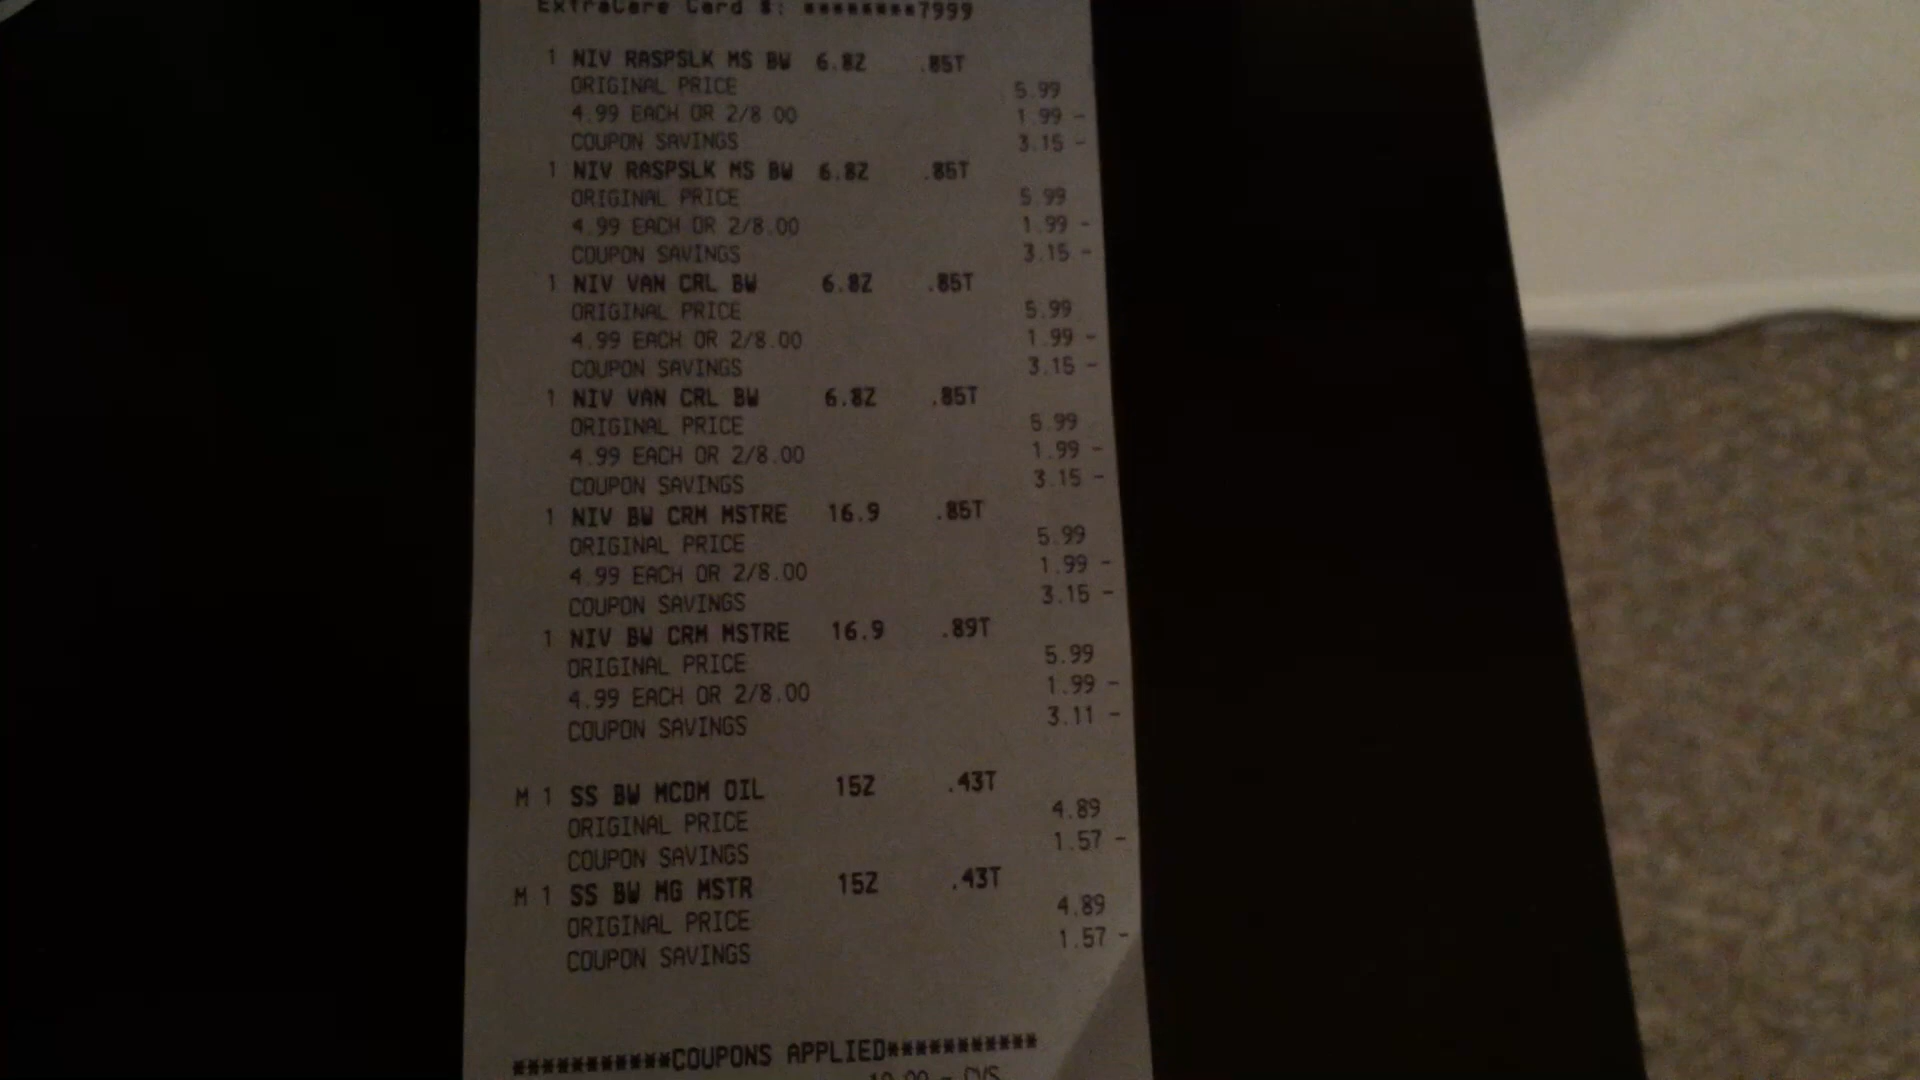 ExtraCare Card #: ********7999
1 NIV RASPSLK MS BW 6.8Z .85T
ORIGINAL PRICE 5.99
4.99 EACH OR 2/8.00 1.99 -
COUPON SAVINGS 3.15 -
1 NIV RASPSLK MS BW 6.8Z .85T
ORIGINAL PRICE 5.99
4.99 EACH OR 2/8.00 1.99 -
COUPON SAVINGS 3.15 -
1 NIV VAN CRL BW 6.8Z .85T
ORIGINAL PRICE 5.99
4.99 EACH OR 2/8.00 1.99 -
COUPON SAVINGS 3.15 -
1 NIV VAN CRL BW 6.8Z .85T
ORIGINAL PRICE 5.99
4.99 EACH OR 2/8.00 1.99 -
COUPON SAVINGS 3.15 -
1 NIV BW CRM MSTRE 16.9 .85T
ORIGINAL PRICE 5.99
4.99 EACH OR 2/8.00 1.99 -
COUPON SAVINGS 3.15 -
1 NIV BW CRM MSTRE 16.9 .89T
ORIGINAL PRICE 5.99
4.99 EACH OR 2/8.00 1.99 -
COUPON SAVINGS 3.11 -
M 1 SS BW MCDM OIL 15Z .43T
ORIGINAL PRICE 4.89
COUPON SAVINGS 1.57 -
M 1 SS BW MG MSTR 15Z .43T
ORIGINAL PRICE 4.89
COUPON SAVINGS 1.57 -
***********COUPONS APPLIED***********
10.00 - CVS